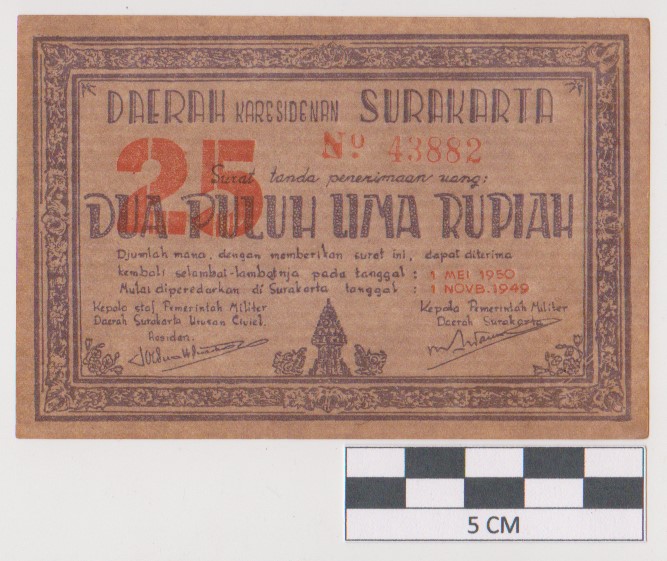 DAERAH KARESIDENAN SURAKARTA
25
No 43882
Surat tanda penerimaan uang:
DUA PULUH LIMA RUPIAH
Djumlah mana, dengan memberikan surat ini, dapat diterima
kembali selambat-lambatnja pada tanggal : 1 MEI 1950
Mulai diperedarkan di Surakarta tanggal : 1 NOVB. 1949
Kepala staf Pemerintah Militer
Daerah Surakarta Urusan Civiel.
Residen.
Kepala Pemerintah Militer
Daerah Surakarta
5 CM